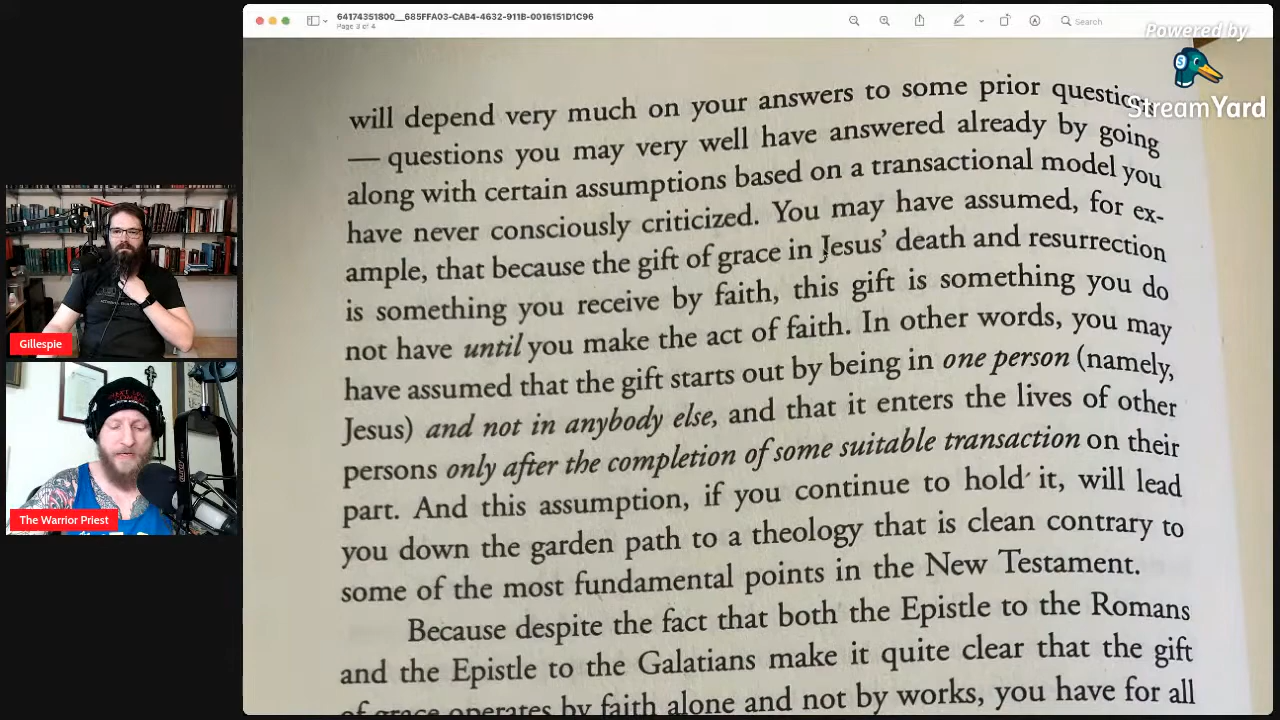 64174351800__685FFA03-CAB4-4632-911B-0016151D1C96
Page 3 of 4
Search
Powered by
StreamYard
will depend very much on your answers to some prior questions
— questions you may very well have answered already by going
along with certain assumptions based on a transactional model you
have never consciously criticized. You may have assumed, for ex-
ample, that because the gift of grace in Jesus’ death and resurrection
is something you receive by faith, this gift is something you do
not have until you make the act of faith. In other words, you may
have assumed that the gift starts out by being in one person (namely,
Jesus) and not in anybody else, and that it enters the lives of other
persons only after the completion of some suitable transaction on their
part. And this assumption, if you continue to hold it, will lead
you down the garden path to a theology that is clean contrary to
some of the most fundamental points in the New Testament.
Because despite the fact that both the Epistle to the Romans
and the Epistle to the Galatians make it quite clear that the gift
of grace operates by faith alone and not by works, you have for all
Gillespie
The Warrior Priest